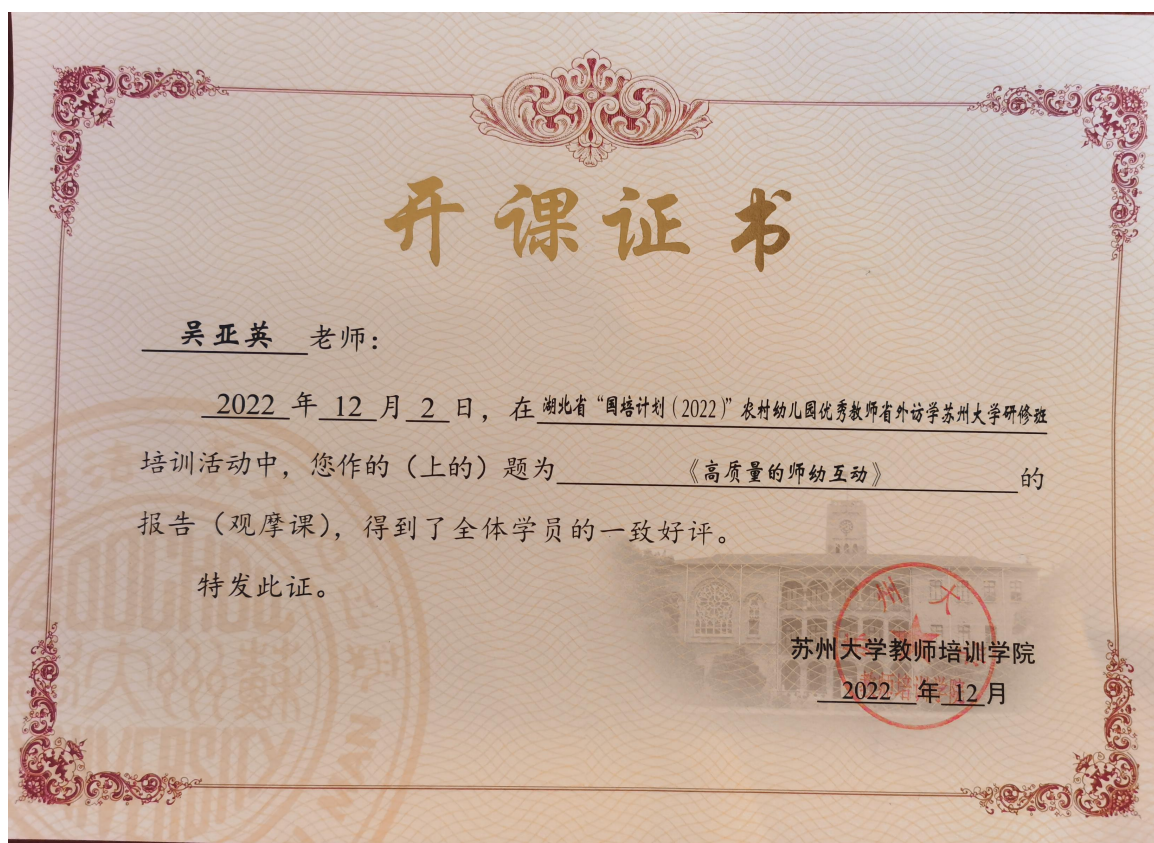 开课证书
吴亚英 老师：
2022 年 12 月 2 日，在 湖北省“国培计划（2022）”农村幼儿园优秀教师省外访学苏州大学研修班
培训活动中，您作的（上的）题为 《高质量的师幼互动》 的
报告（观摩课），得到了全体学员的一致好评。
特发此证。
苏州大学教师培训学院
2022 年 12 月